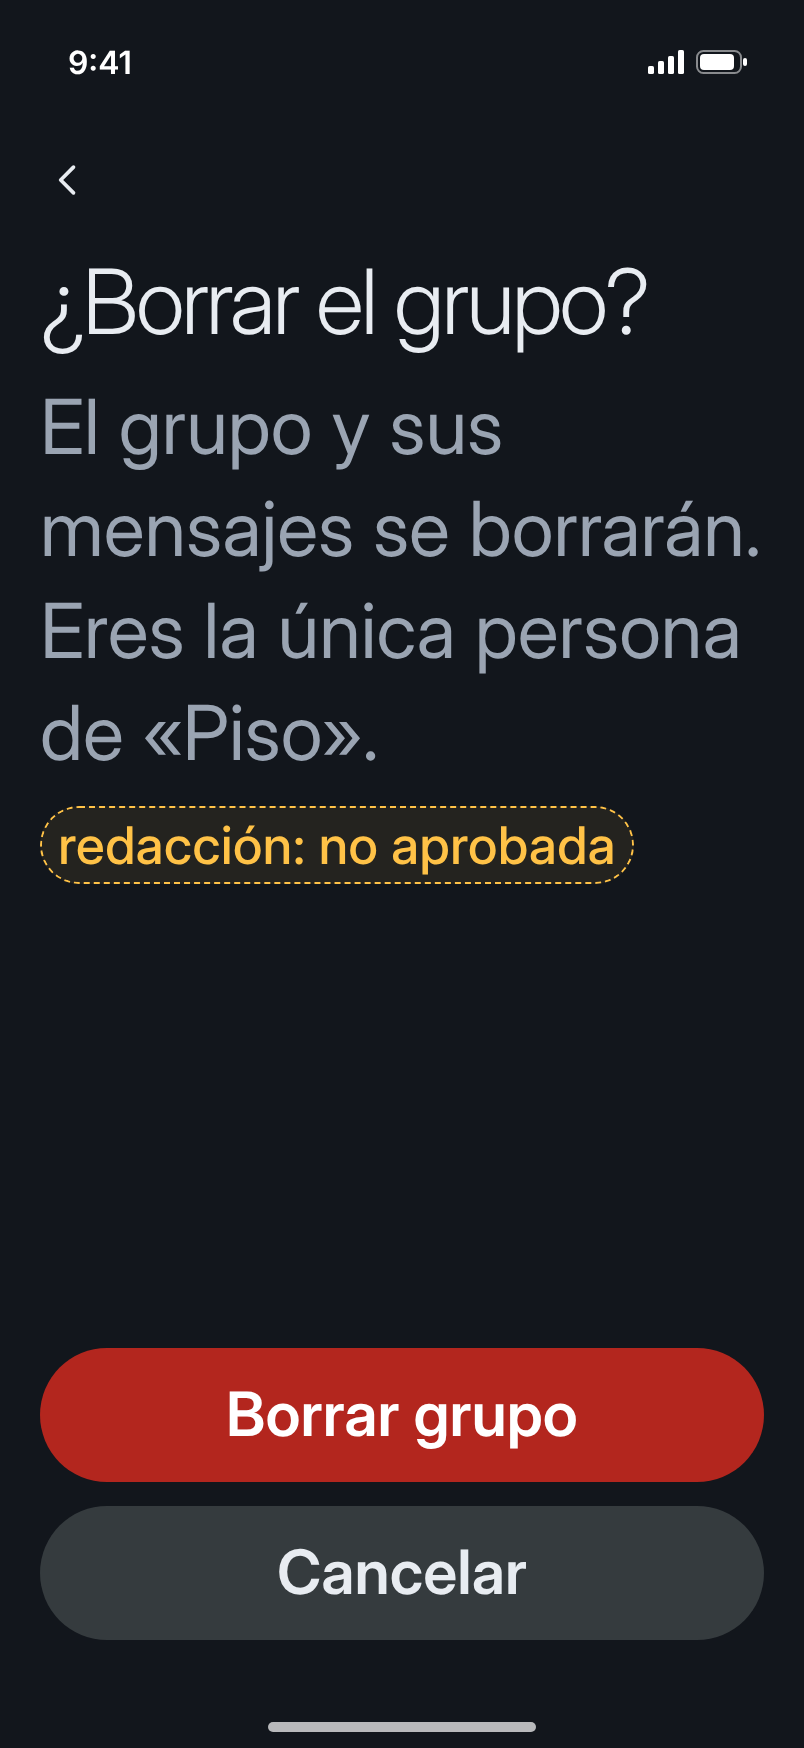 9:41
¿Borrar el grupo?
El grupo y sus
mensajes se borrarán.
Eres la única persona
de «Piso».
redacción: no aprobada
Borrar grupo
Cancelar